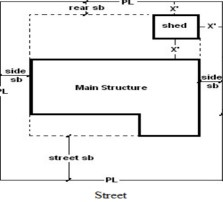 PL
rear sb
shed
X'
X'
X'
side
sb
PL
Main Structure
side
sb
street sb
PL
Street